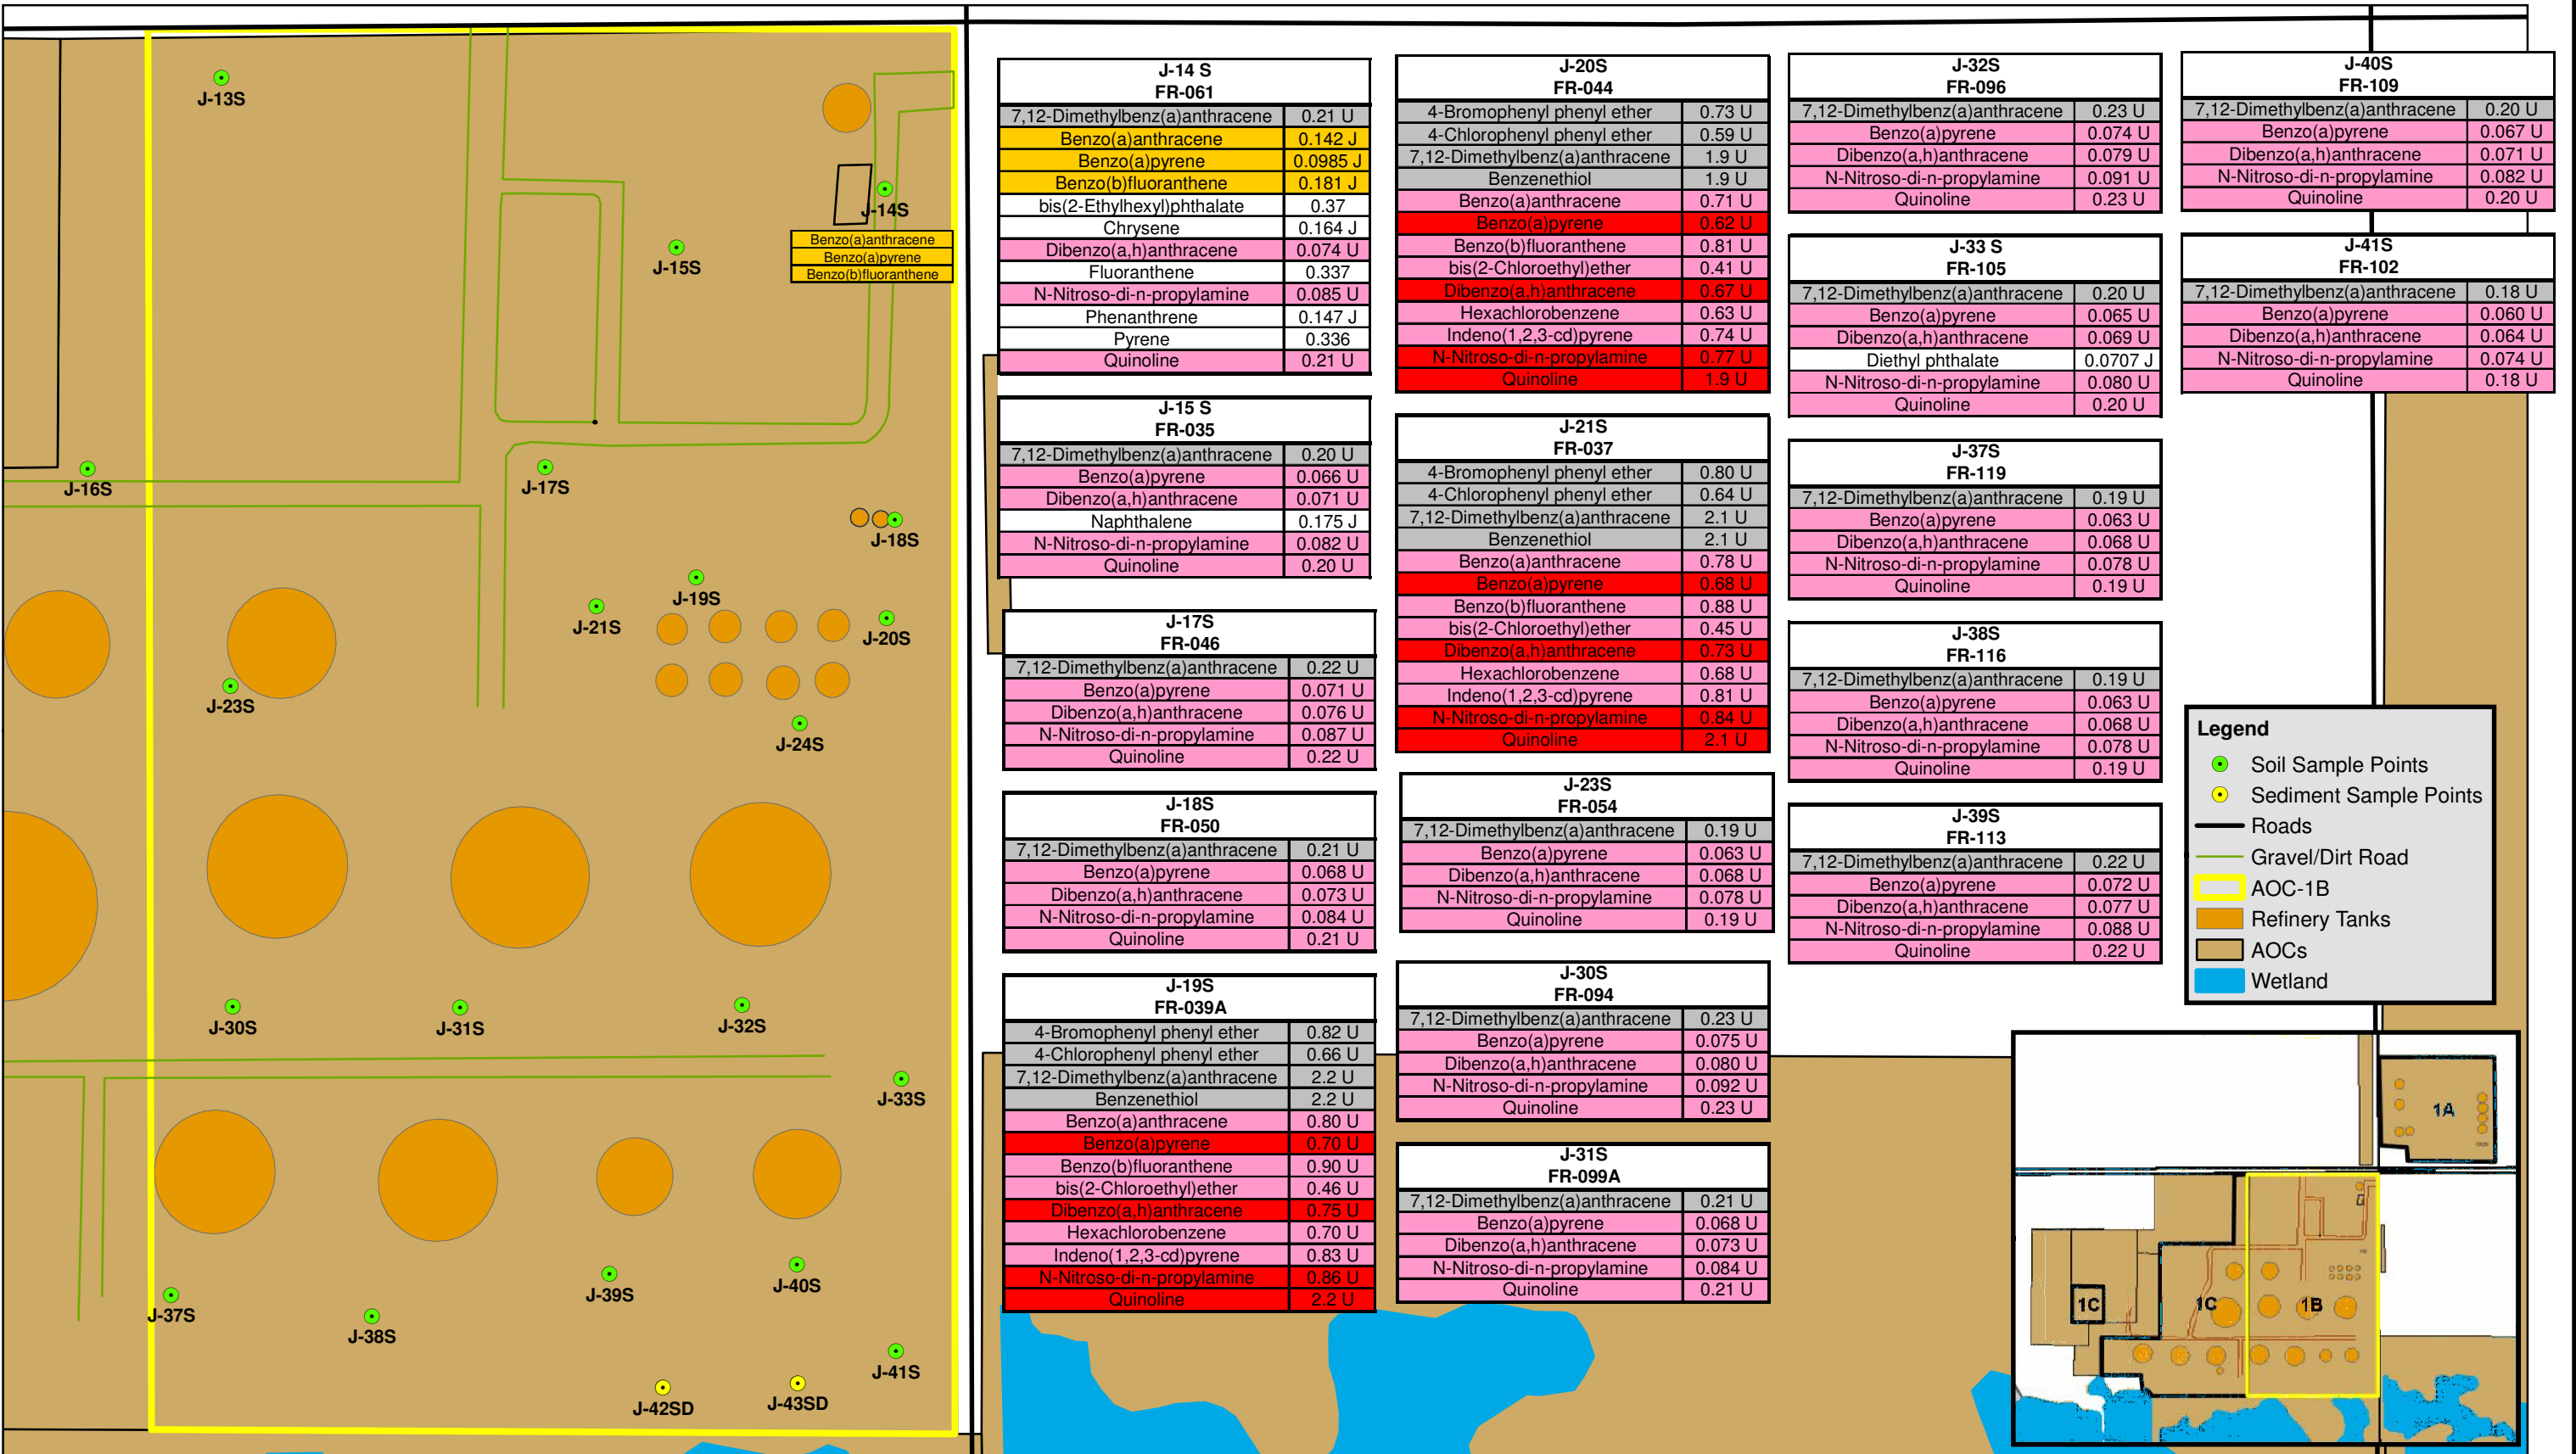 J-13S
J-14S
Benzo(a)anthracene
Benzo(a)pyrene
Benzo(b)fluoranthene
J-15S
J-16S
J-17S
J-18S
J-19S
J-21S
J-20S
J-23S
J-24S
J-30S
J-31S
J-32S
J-33S
J-37S
J-38S
J-39S
J-40S
J-41S
J-42SD
J-43SD
J-14 S
FR-061
7,12-Dimethylbenz(a)anthracene 0.21 U
Benzo(a)anthracene 0.142 J
Benzo(a)pyrene 0.0985 J
Benzo(b)fluoranthene 0.181 J
bis(2-Ethylhexyl)phthalate 0.37
Chrysene 0.164 J
Dibenzo(a,h)anthracene 0.074 U
Fluoranthene 0.337
N-Nitroso-di-n-propylamine 0.085 U
Phenanthrene 0.147 J
Pyrene 0.336
Quinoline 0.21 U
J-15 S
FR-035
7,12-Dimethylbenz(a)anthracene 0.20 U
Benzo(a)pyrene 0.066 U
Dibenzo(a,h)anthracene 0.071 U
Naphthalene 0.175 J
N-Nitroso-di-n-propylamine 0.082 U
Quinoline 0.20 U
J-17S
FR-046
7,12-Dimethylbenz(a)anthracene 0.22 U
Benzo(a)pyrene 0.071 U
Dibenzo(a,h)anthracene 0.076 U
N-Nitroso-di-n-propylamine 0.087 U
Quinoline 0.22 U
J-18S
FR-050
7,12-Dimethylbenz(a)anthracene 0.21 U
Benzo(a)pyrene 0.068 U
Dibenzo(a,h)anthracene 0.073 U
N-Nitroso-di-n-propylamine 0.084 U
Quinoline 0.21 U
J-19S
FR-039A
4-Bromophenyl phenyl ether 0.82 U
4-Chlorophenyl phenyl ether 0.66 U
7,12-Dimethylbenz(a)anthracene 2.2 U
Benzenethiol 2.2 U
Benzo(a)anthracene 0.80 U
Benzo(a)pyrene 0.70 U
Benzo(b)fluoranthene 0.90 U
bis(2-Chloroethyl)ether 0.46 U
Dibenzo(a,h)anthracene 0.75 U
Hexachlorobenzene 0.70 U
Indeno(1,2,3-cd)pyrene 0.83 U
N-Nitroso-di-n-propylamine 0.86 U
Quinoline 2.2 U
J-20S
FR-044
4-Bromophenyl phenyl ether 0.73 U
4-Chlorophenyl phenyl ether 0.59 U
7,12-Dimethylbenz(a)anthracene 1.9 U
Benzenethiol 1.9 U
Benzo(a)anthracene 0.71 U
Benzo(a)pyrene 0.62 U
Benzo(b)fluoranthene 0.81 U
bis(2-Chloroethyl)ether 0.41 U
Dibenzo(a,h)anthracene 0.67 U
Hexachlorobenzene 0.63 U
Indeno(1,2,3-cd)pyrene 0.74 U
N-Nitroso-di-n-propylamine 0.77 U
Quinoline 1.9 U
J-21S
FR-037
4-Bromophenyl phenyl ether 0.80 U
4-Chlorophenyl phenyl ether 0.64 U
7,12-Dimethylbenz(a)anthracene 2.1 U
Benzenethiol 2.1 U
Benzo(a)anthracene 0.78 U
Benzo(a)pyrene 0.68 U
Benzo(b)fluoranthene 0.88 U
bis(2-Chloroethyl)ether 0.45 U
Dibenzo(a,h)anthracene 0.73 U
Hexachlorobenzene 0.68 U
Indeno(1,2,3-cd)pyrene 0.81 U
N-Nitroso-di-n-propylamine 0.84 U
Quinoline 2.1 U
J-23S
FR-054
7,12-Dimethylbenz(a)anthracene 0.19 U
Benzo(a)pyrene 0.063 U
Dibenzo(a,h)anthracene 0.068 U
N-Nitroso-di-n-propylamine 0.078 U
Quinoline 0.19 U
J-30S
FR-094
7,12-Dimethylbenz(a)anthracene 0.23 U
Benzo(a)pyrene 0.075 U
Dibenzo(a,h)anthracene 0.080 U
N-Nitroso-di-n-propylamine 0.092 U
Quinoline 0.23 U
J-31S
FR-099A
7,12-Dimethylbenz(a)anthracene 0.21 U
Benzo(a)pyrene 0.068 U
Dibenzo(a,h)anthracene 0.073 U
N-Nitroso-di-n-propylamine 0.084 U
Quinoline 0.21 U
J-32S
FR-096
7,12-Dimethylbenz(a)anthracene 0.23 U
Benzo(a)pyrene 0.074 U
Dibenzo(a,h)anthracene 0.079 U
N-Nitroso-di-n-propylamine 0.091 U
Quinoline 0.23 U
J-33 S
FR-105
7,12-Dimethylbenz(a)anthracene 0.20 U
Benzo(a)pyrene 0.065 U
Dibenzo(a,h)anthracene 0.069 U
Diethyl phthalate 0.0707 J
N-Nitroso-di-n-propylamine 0.080 U
Quinoline 0.20 U
J-37S
FR-119
7,12-Dimethylbenz(a)anthracene 0.19 U
Benzo(a)pyrene 0.063 U
Dibenzo(a,h)anthracene 0.068 U
N-Nitroso-di-n-propylamine 0.078 U
Quinoline 0.19 U
J-38S
FR-116
7,12-Dimethylbenz(a)anthracene 0.19 U
Benzo(a)pyrene 0.063 U
Dibenzo(a,h)anthracene 0.068 U
N-Nitroso-di-n-propylamine 0.078 U
Quinoline 0.19 U
J-39S
FR-113
7,12-Dimethylbenz(a)anthracene 0.22 U
Benzo(a)pyrene 0.072 U
Dibenzo(a,h)anthracene 0.077 U
N-Nitroso-di-n-propylamine 0.088 U
Quinoline 0.22 U
J-40S
FR-109
7,12-Dimethylbenz(a)anthracene 0.20 U
Benzo(a)pyrene 0.067 U
Dibenzo(a,h)anthracene 0.071 U
N-Nitroso-di-n-propylamine 0.082 U
Quinoline 0.20 U
J-41S
FR-102
7,12-Dimethylbenz(a)anthracene 0.18 U
Benzo(a)pyrene 0.060 U
Dibenzo(a,h)anthracene 0.064 U
N-Nitroso-di-n-propylamine 0.074 U
Quinoline 0.18 U
Legend
Soil Sample Points
Sediment Sample Points
Roads
Gravel/Dirt Road
AOC-1B
Refinery Tanks
AOCs
Wetland
1A
1C
1C
1B